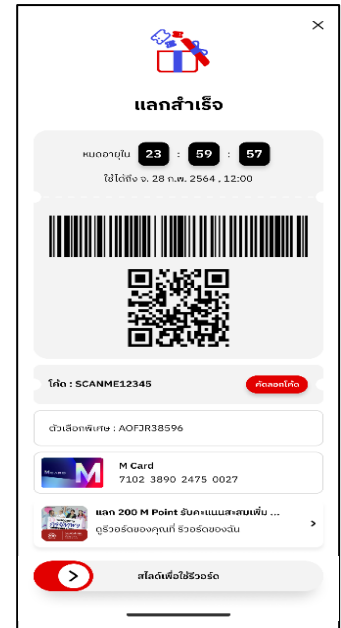 แลกสำเร็จ
หมดอายุใน 23 : 59 : 57
ใช้ได้ถึง จ. 28 ก.พ. 2564 , 12:00
โค้ด : SCANME12345
คัดลอกโค้ด
ตัวเลือกพิเศษ : AOFJR38596
M CARD M
M Card
7102 3890 2475 0027
แลก 200 M Point รับคะแนนสะสมเพิ่ม ...
ดูรีวอร์ดของคุณที่ รีวอร์ดของฉัน
สไลด์เพื่อใช้รีวอร์ด